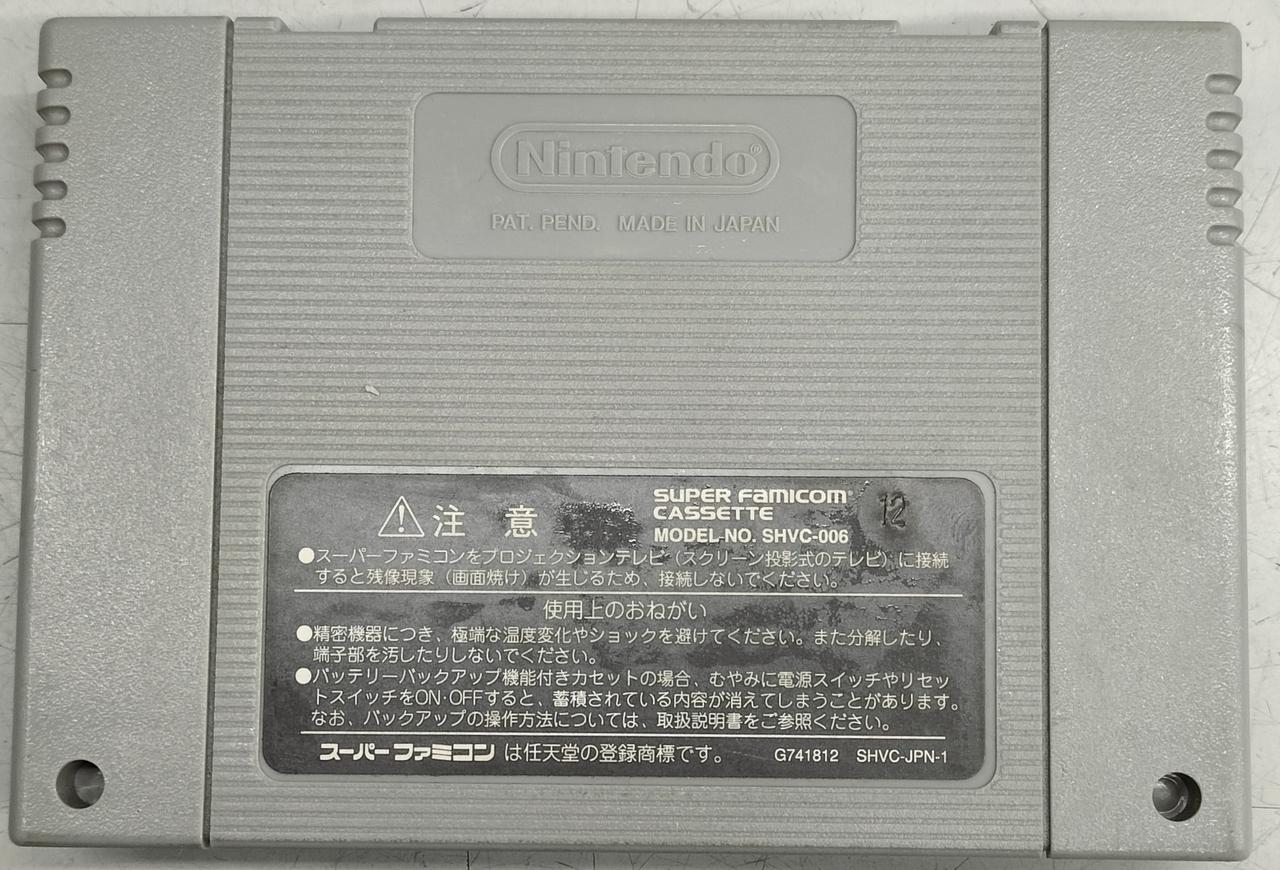 Nintendo®
PAT. PEND. MADE IN JAPAN
⚠注 意
SUPER FAMICOM®
CASSETTE
MODEL-NO. SHVC-006
12
●スーパーファミコンをプロジェクションテレビ（スクリーン投影式のテレビ）に接続
すると残像現象（画面焼け）が生じるため、接続しないでください。
使用上のおねがい
●精密機器につき、極端な温度変化やショックを避けてください。また分解したり、
端子部を汚したりしないでください。
●バッテリーバックアップ機能付きカセットの場合、むやみに電源スイッチやリセッ
トスイッチをON・OFFすると、蓄積されている内容が消えてしまうことがあります。
なお、バックアップの操作方法については、取扱説明書をご参照ください。
スーパーファミコン は任天堂の登録商標です。 G741812 SHVC-JPN-1